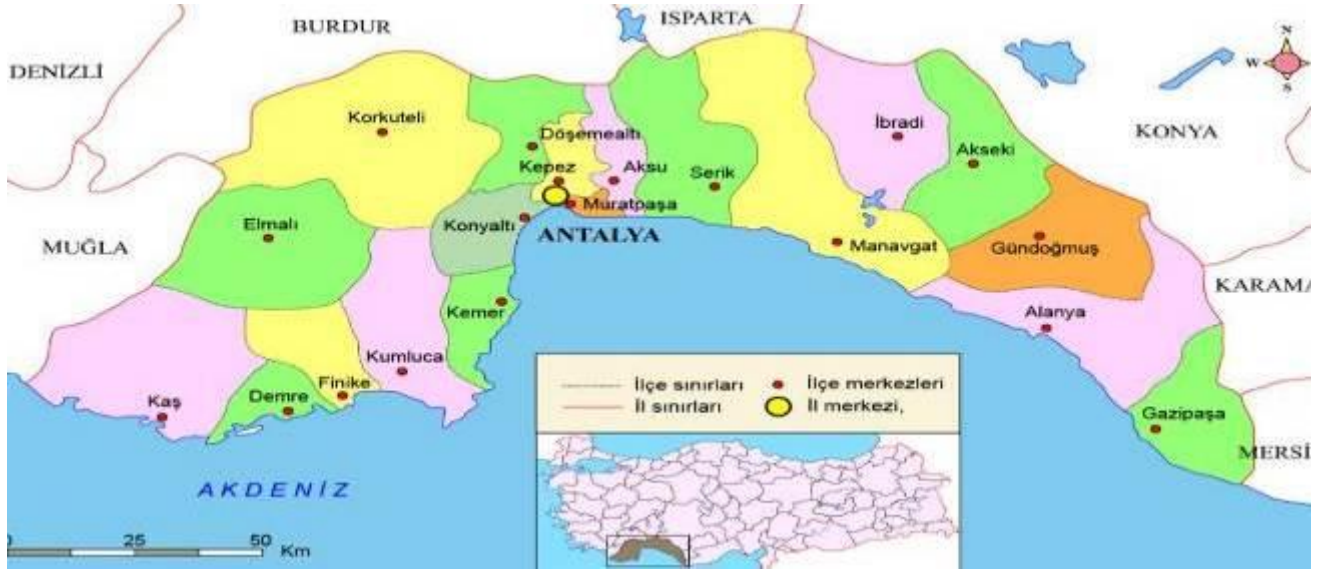 BURDUR
ISPARTA
DENİZLİ
N
W
S
KONYA
Korkuteli
Döşemealtı
İbradi
Akseki
Kepez
Aksu
Serik
Muratpaşa
Elmalı
Konyaltı
ANTALYA
MUĞLA
Manavgat
Gündoğmuş
KARAMA
Kemer
Alanya
Kumluca
Kaş
Demre
Finike
Gazipaşa
MERSİ
İlçe sınırları
İlçe merkezleri
İl sınırları
İl merkezi,
AKDENİZ
0 25 50 Km